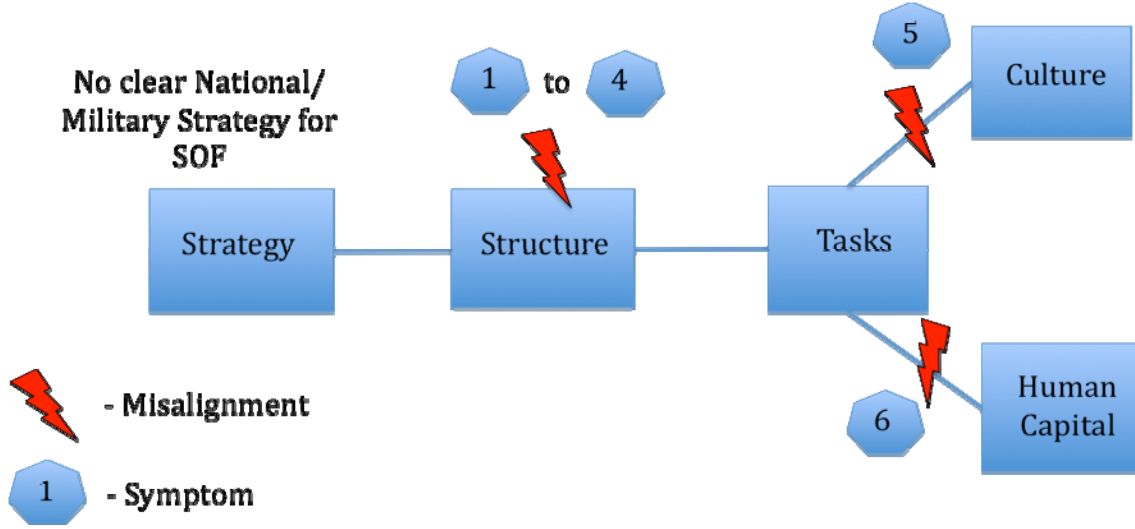 No clear National/
Military Strategy for
SOF
1 to 4
5
Culture
Strategy
Structure
Tasks
6
Human
Capital
- Misalignment
1 - Symptom